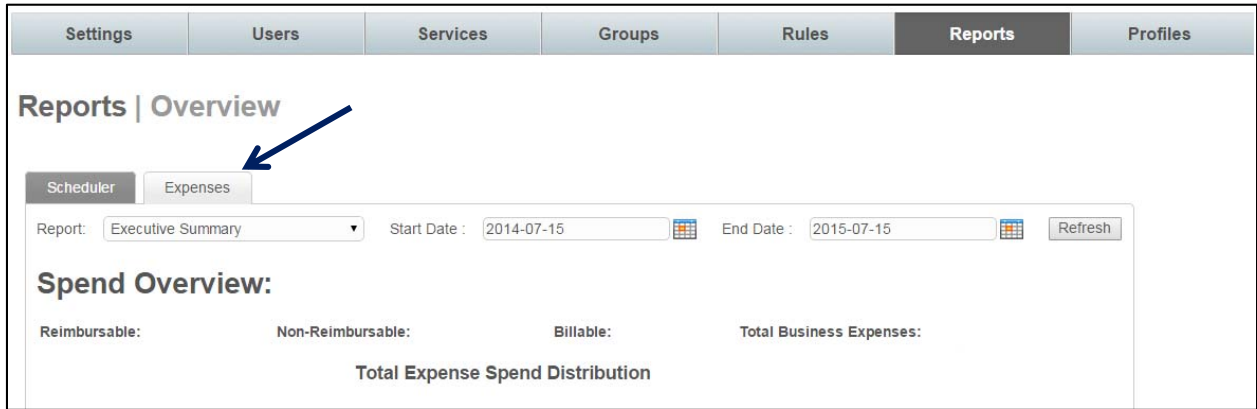 Settings Users Services Groups Rules Reports Profiles
Reports | Overview
Scheduler Expenses
Report: Executive Summary Start Date : 2014-07-15 End Date : 2015-07-15 Refresh
Spend Overview:
Reimbursable: Non-Reimbursable: Billable: Total Business Expenses:
Total Expense Spend Distribution